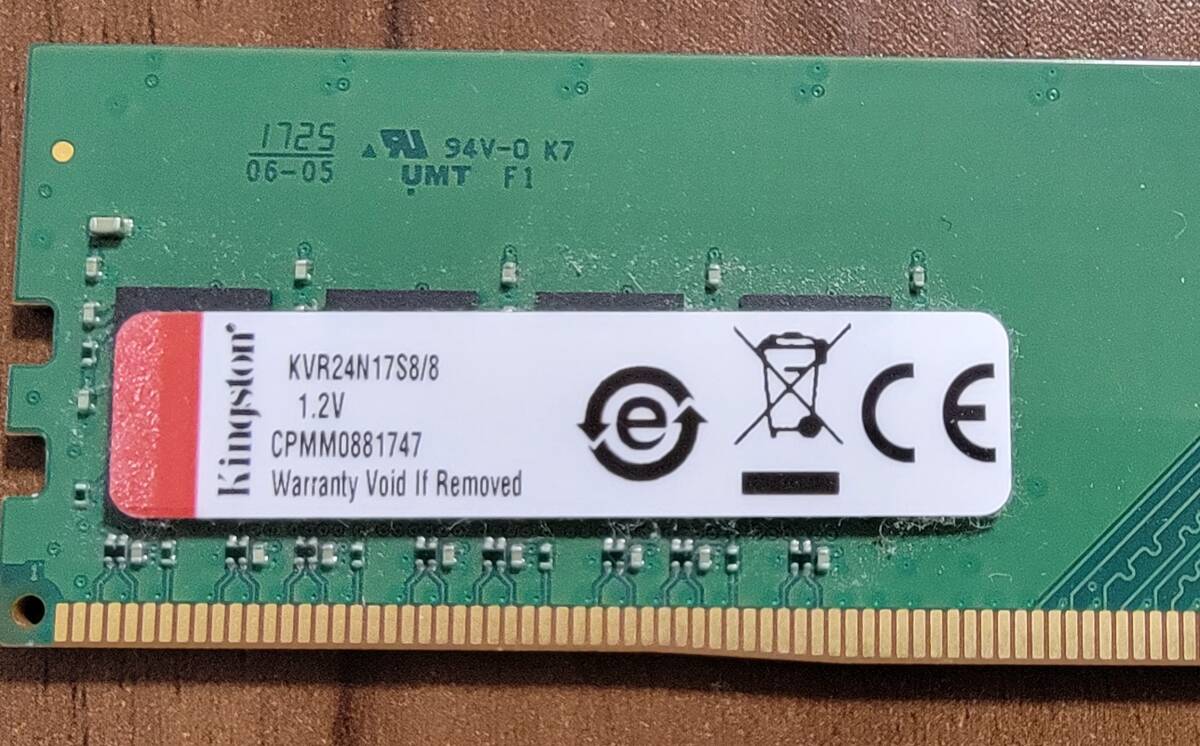 1725
06-05
94V-0 K7
UMT F1
Kingston
KVR24N17S8/8
1.2V
CPMM0881747
Warranty Void If Removed
e
CE
1